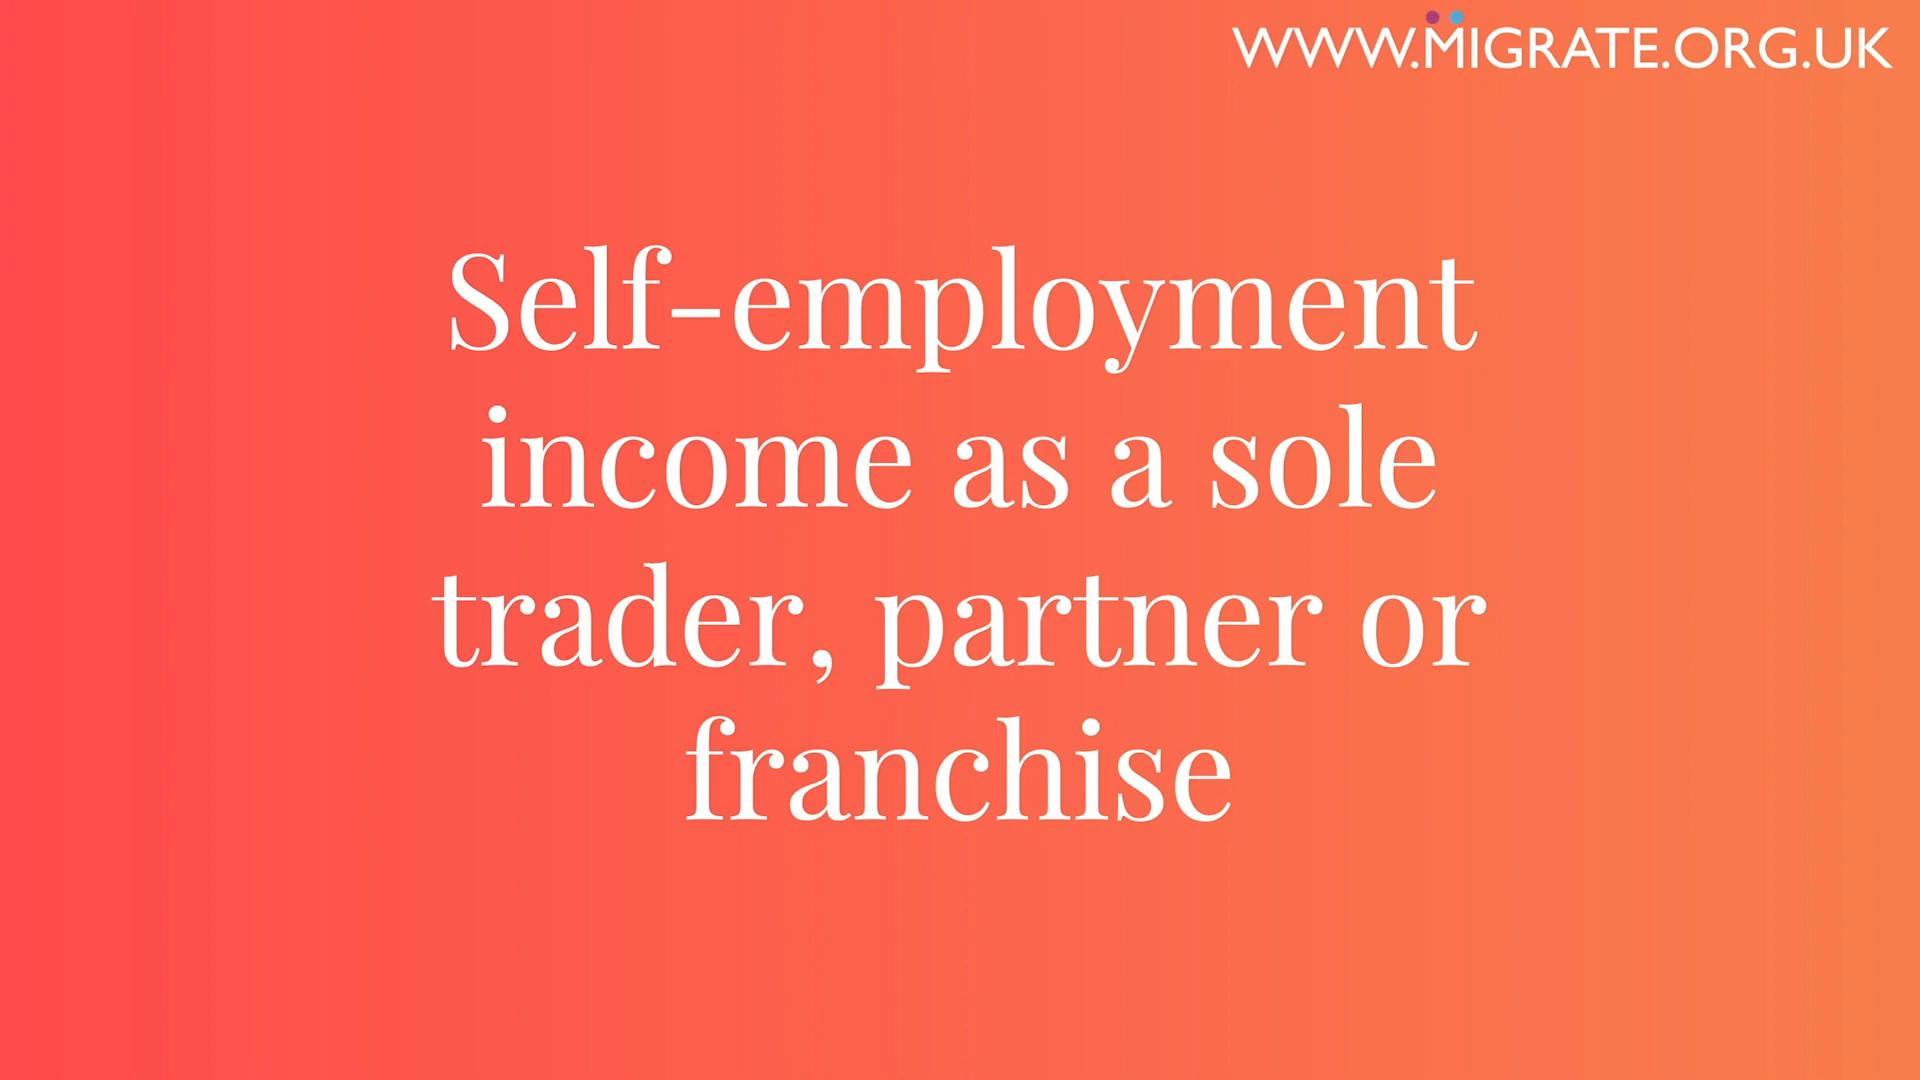 WWW.MIGRATE.ORG.UK
Self-employment
income as a sole
trader, partner or
franchise